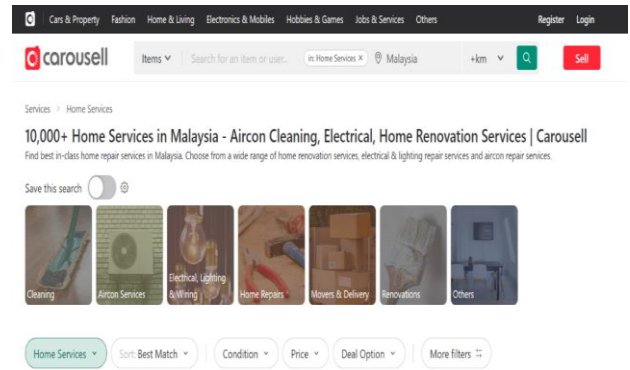 Cars & Property Fashion Home & Living Electronics & Mobiles Hobbies & Games Jobs & Services Others Register Login
carousell Items Search for an item or user... in: Home Services × Malaysia +km Sell
Services > Home Services
10,000+ Home Services in Malaysia - Aircon Cleaning, Electrical, Home Renovation Services | Carousell
Find best in-class home repair services in Malaysia. Choose from a wide range of home renovation services, electrical & lighting repair services and aircon repair services.
Save this search
Cleaning Aircon Services Electrical, Lighting & Wiring Home Repairs Movers & Delivery Renovations Others
Home Services Sort: Best Match Condition Price Deal Option More filters